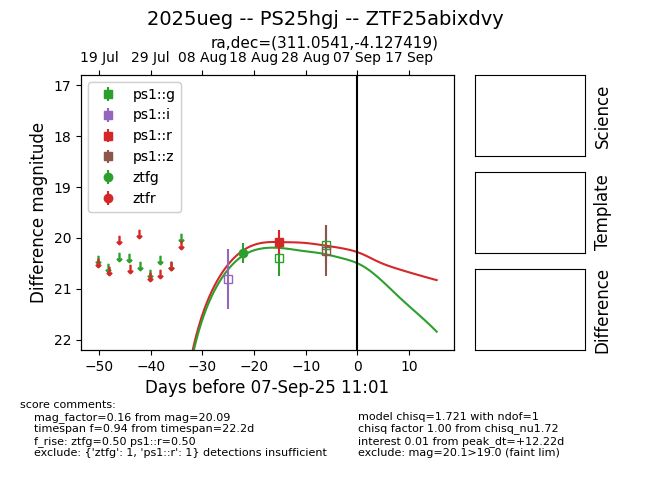 2025ueg -- PS25hgj -- ZTF25abixdvy
ra,dec=(311.0541,-4.127419)
19 Jul 29 Jul 08 Aug 18 Aug 28 Aug 07 Sep 17 Sep
17
18
19
20
21
22
Difference magnitude
ps1::g
ps1::i
ps1::r
ps1::z
ztfg
ztfr
−50 −40 −30 −20 −10 0 10
Days before 07-Sep-25 11:01
Science
Template
Difference
score comments:
mag_factor=0.16 from mag=20.09
timespan f=0.94 from timespan=22.2d
f_rise: ztfg=0.50 ps1::r=0.50
exclude: {'ztfg': 1, 'ps1::r': 1} detections insufficient
model chisq=1.721 with ndof=1
chisq factor 1.00 from chisq_nu1.72
interest 0.01 from peak_dt=+12.22d
exclude: mag=20.1>19.0 (faint lim)